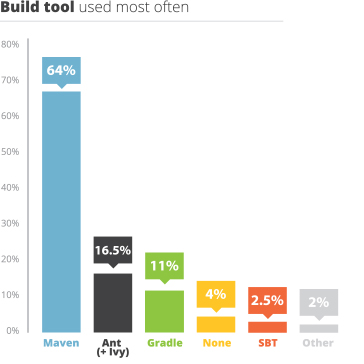 Build tool used most often
80%
70%
60%
50%
40%
30%
20%
10%
0%
64%
16.5%
11%
4%
2.5%
2%
Maven
Ant
(+ Ivy)
Gradle
None
SBT
Other